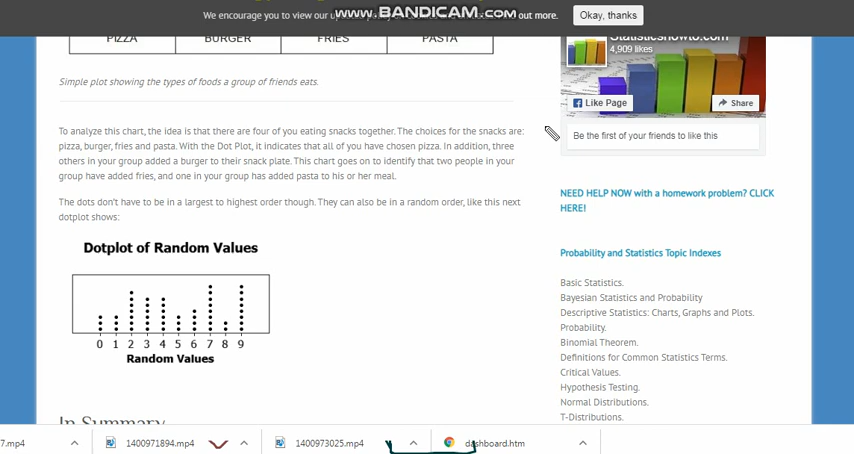 We encourage you to view our u
www.BANDICAM.com
out more.
Okay, thanks
PIZZA BURGER FRIES PASTA
Simple plot showing the types of foods a group of friends eats.
To analyze this chart, the idea is that there are four of you eating snacks together. The choices for the snacks are:
pizza, burger, fries and pasta. With the Dot Plot, it indicates that all of you have chosen pizza. In addition, three
others in your group added a burger to their snack plate. This chart goes on to identify that two people in your
group have added fries, and one in your group has added pasta to his or her meal.
The dots don't have to be in a largest to highest order though. They can also be in a random order, like this next
dotplot shows:
Dotplot of Random Values
0 1 2 3 4 5 6 7 8 9
Random Values
In Summary
Statisticshowto.com
4,909 likes
Like Page
Share
Be the first of your friends to like this
NEED HELP NOW with a homework problem? CLICK
HERE!
Probability and Statistics Topic Indexes
Basic Statistics.
Bayesian Statistics and Probability
Descriptive Statistics: Charts, Graphs and Plots.
Probability.
Binomial Theorem.
Definitions for Common Statistics Terms.
Critical Values.
Hypothesis Testing.
Normal Distributions.
T-Distributions.
7.mp4
1400971894.mp4
1400973025.mp4
dashboard.htm